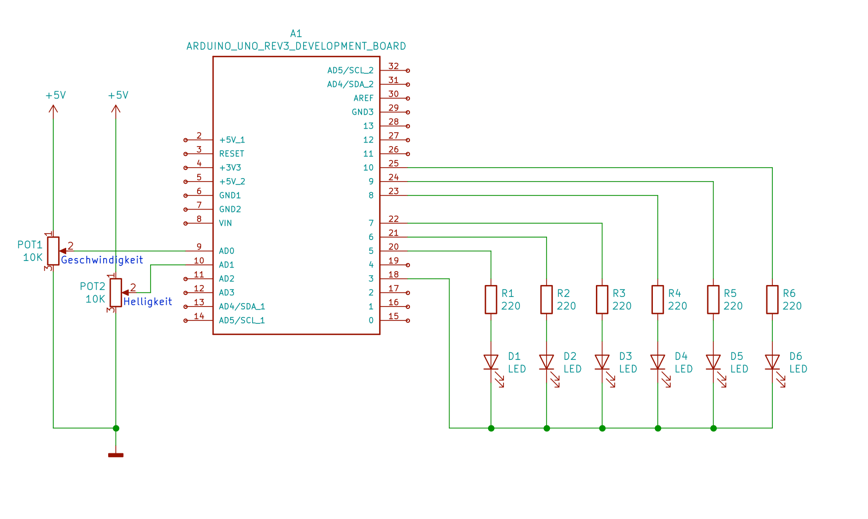 A1
ARDUINO_UNO_REV3_DEVELOPMENT_BOARD
+5V
+5V
AD5/SCL_2 32
AD4/SDA_2 31
AREF 30
GND3 29
13 28
2 +5V_1 12 27
3 RESET 11 26
4 +3V3 10 25
5 +5V_2 9 24
6 GND1 8 23
7 GND2
8 VIN 7 22
6 21
9 AD0 5 20
10 AD1 4 19
11 AD2 3 18
12 AD3 2 17
13 AD4/SDA_1 1 16
14 AD5/SCL_1 0 15
1
POT1 2
10K
3
Geschwindigkeit
1
POT2 2
10K
3
Helligkeit
R1 R2 R3 R4 R5 R6
220 220 220 220 220 220
D1 D2 D3 D4 D5 D6
LED LED LED LED LED LED